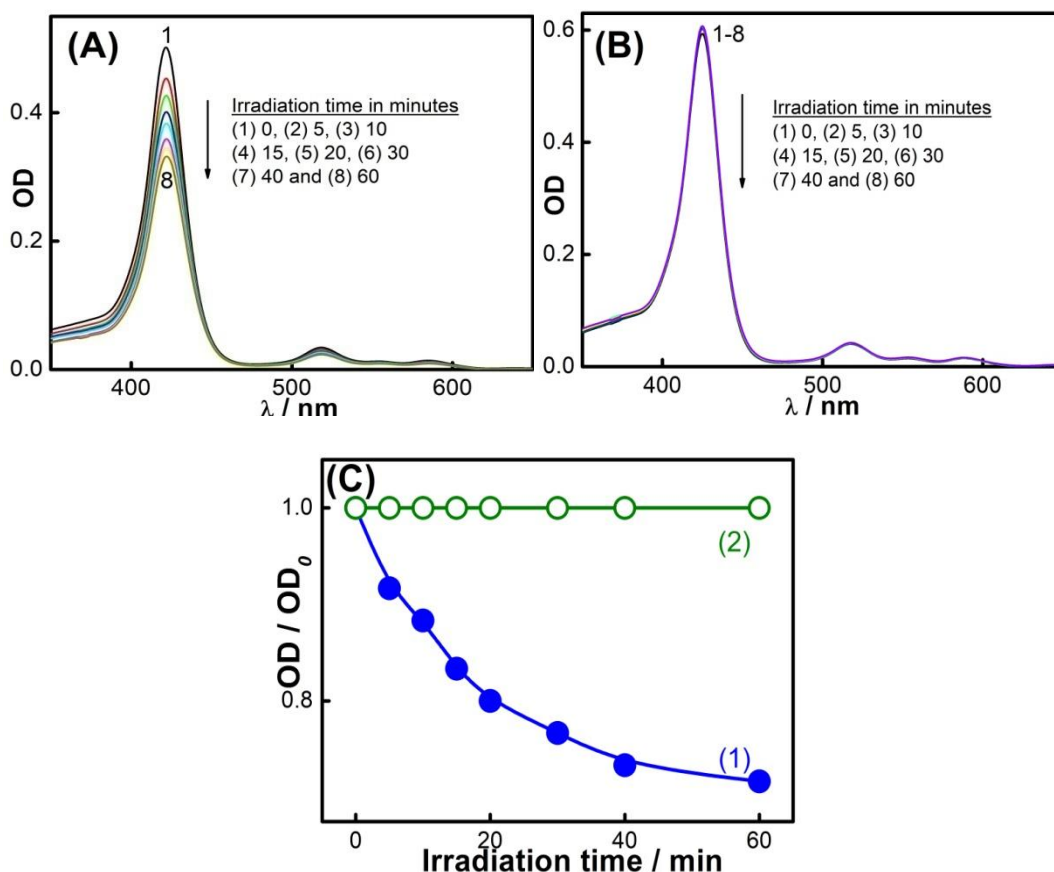 (A)
1
Irradiation time in minutes
(1) 0, (2) 5, (3) 10
(4) 15, (5) 20, (6) 30
(7) 40 and (8) 60
8
OD
0.4
0.2
0.0
400
500
600
λ / nm
(B)
1-8
Irradiation time in minutes
(1) 0, (2) 5, (3) 10
(4) 15, (5) 20, (6) 30
(7) 40 and (8) 60
OD
0.6
0.4
0.2
0.0
400
500
600
λ / nm
(C)
(2)
(1)
OD / OD₀
1.0
0.8
0
20
40
60
Irradiation time / min